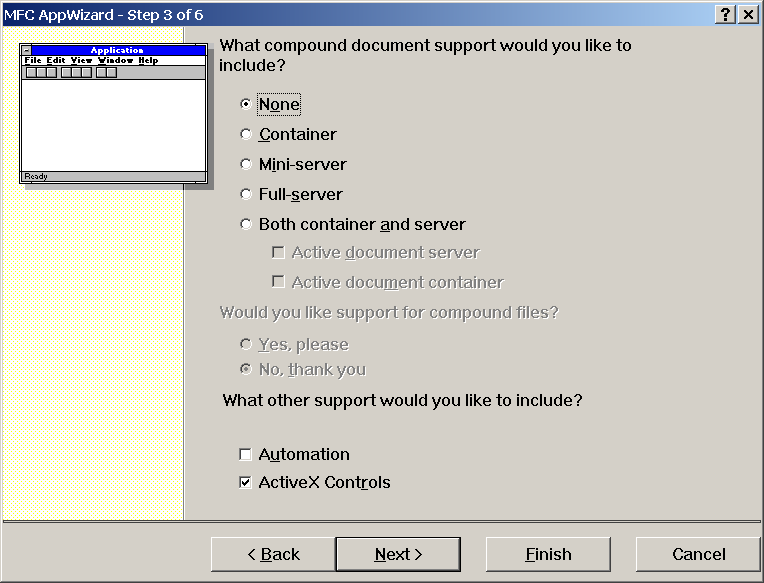 MFC AppWizard - Step 3 of 6
Application
File Edit View Window Help
Ready
What compound document support would you like to
include?
None
Container
Mini-server
Full-server
Both container and server
Active document server
Active document container
Would you like support for compound files?
Yes, please
No, thank you
What other support would you like to include?
Automation
ActiveX Controls
< Back Next > Finish Cancel